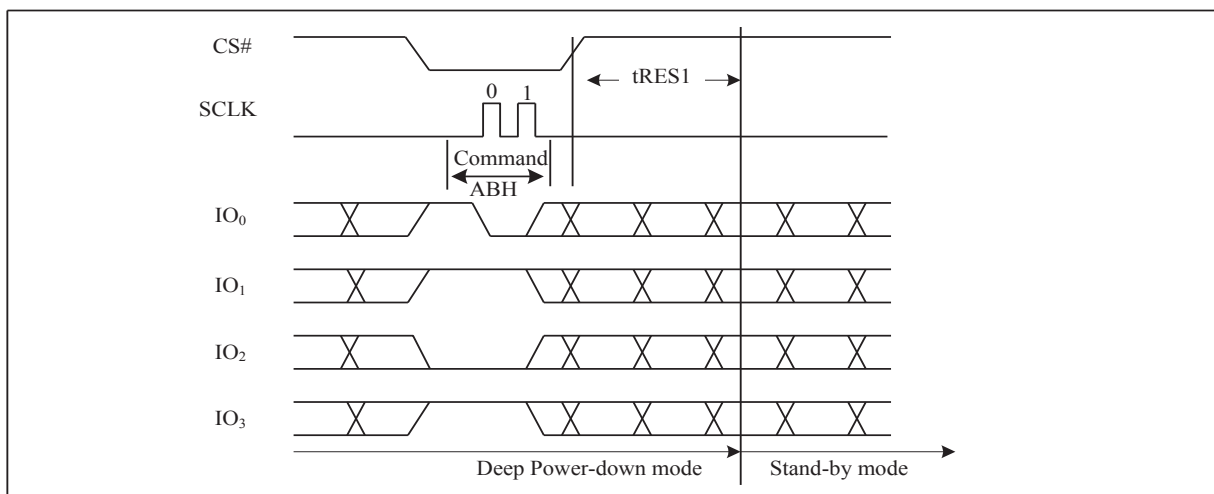 CS#
tRES1
SCLK
0 1
Command
ABH
IO₀
IO₁
IO₂
IO₃
Deep Power-down mode
Stand-by mode